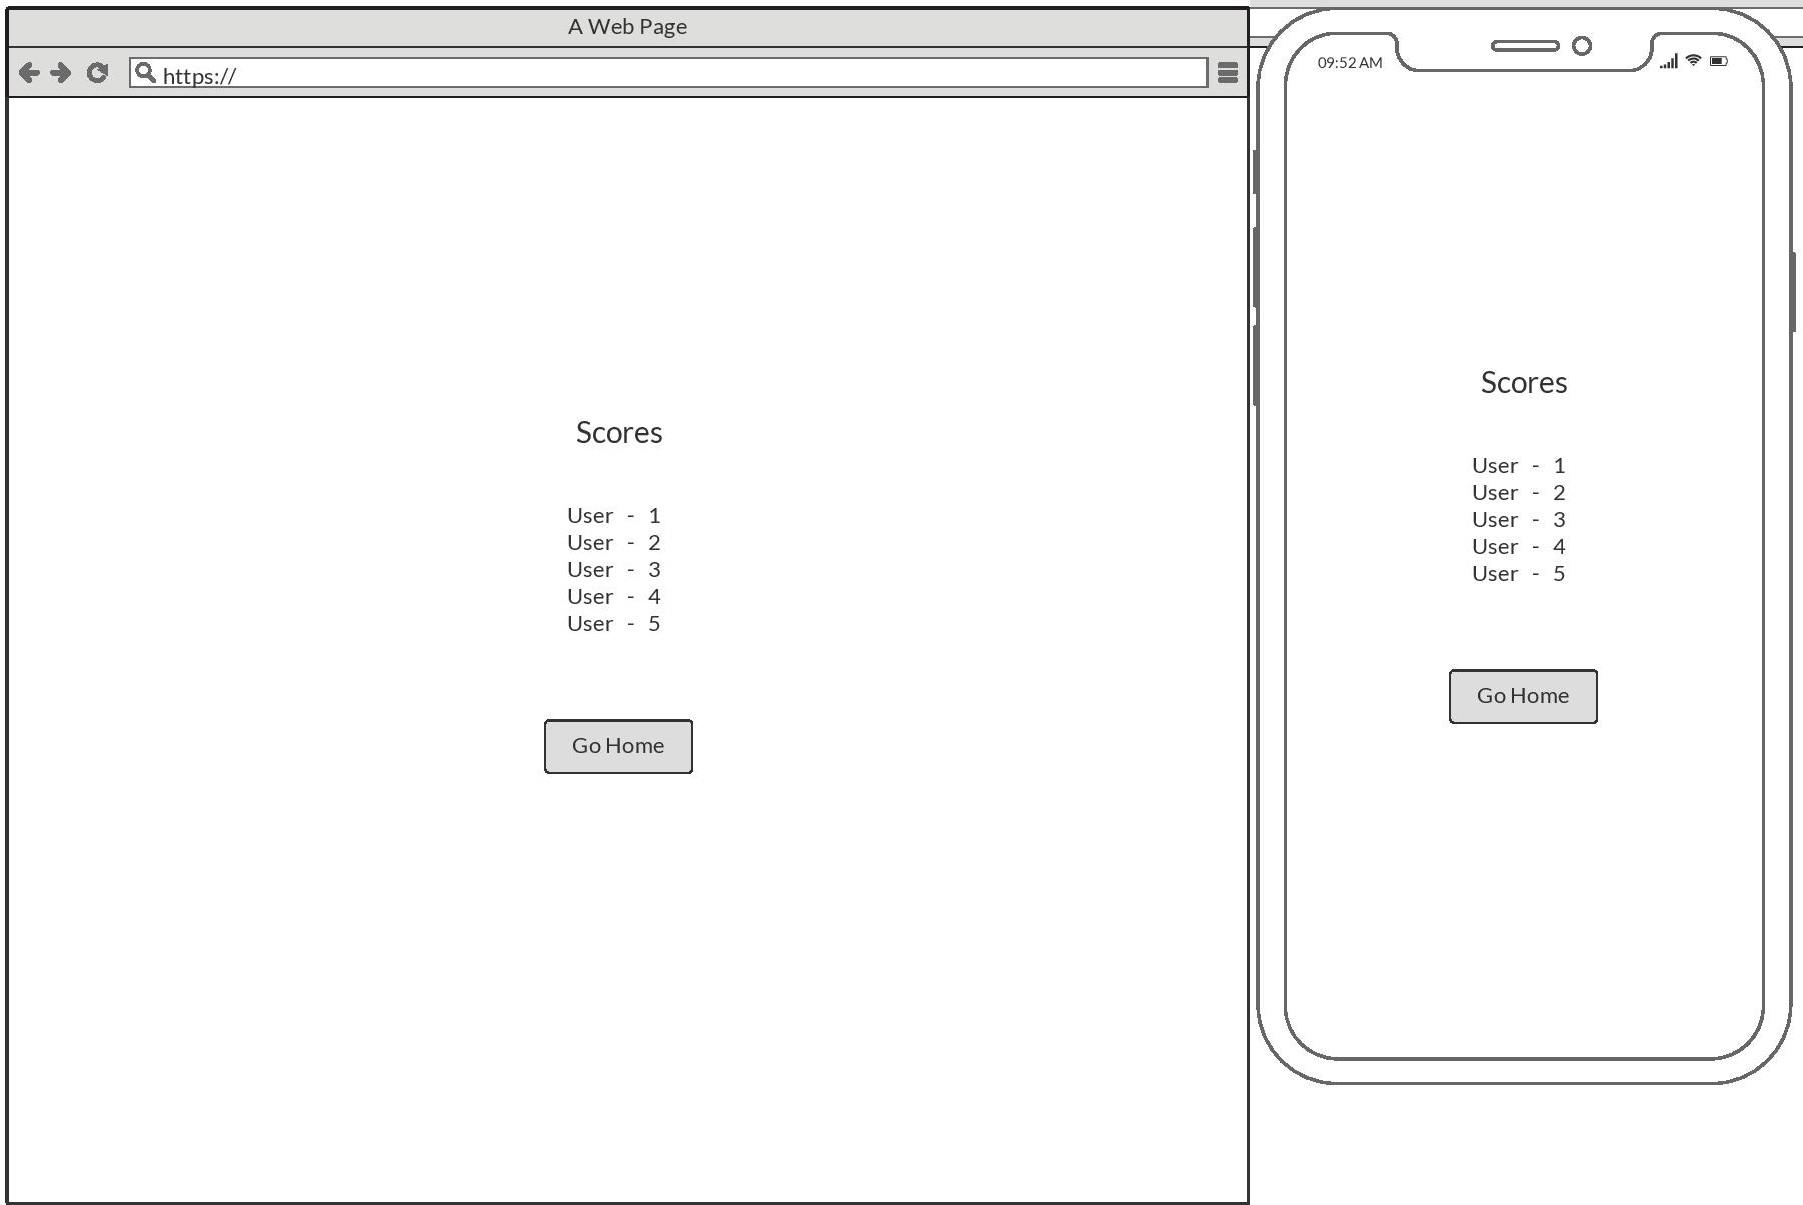 A Web Page
https://
Scores
User - 1
User - 2
User - 3
User - 4
User - 5
Go Home
09:52 AM
Scores
User - 1
User - 2
User - 3
User - 4
User - 5
Go Home